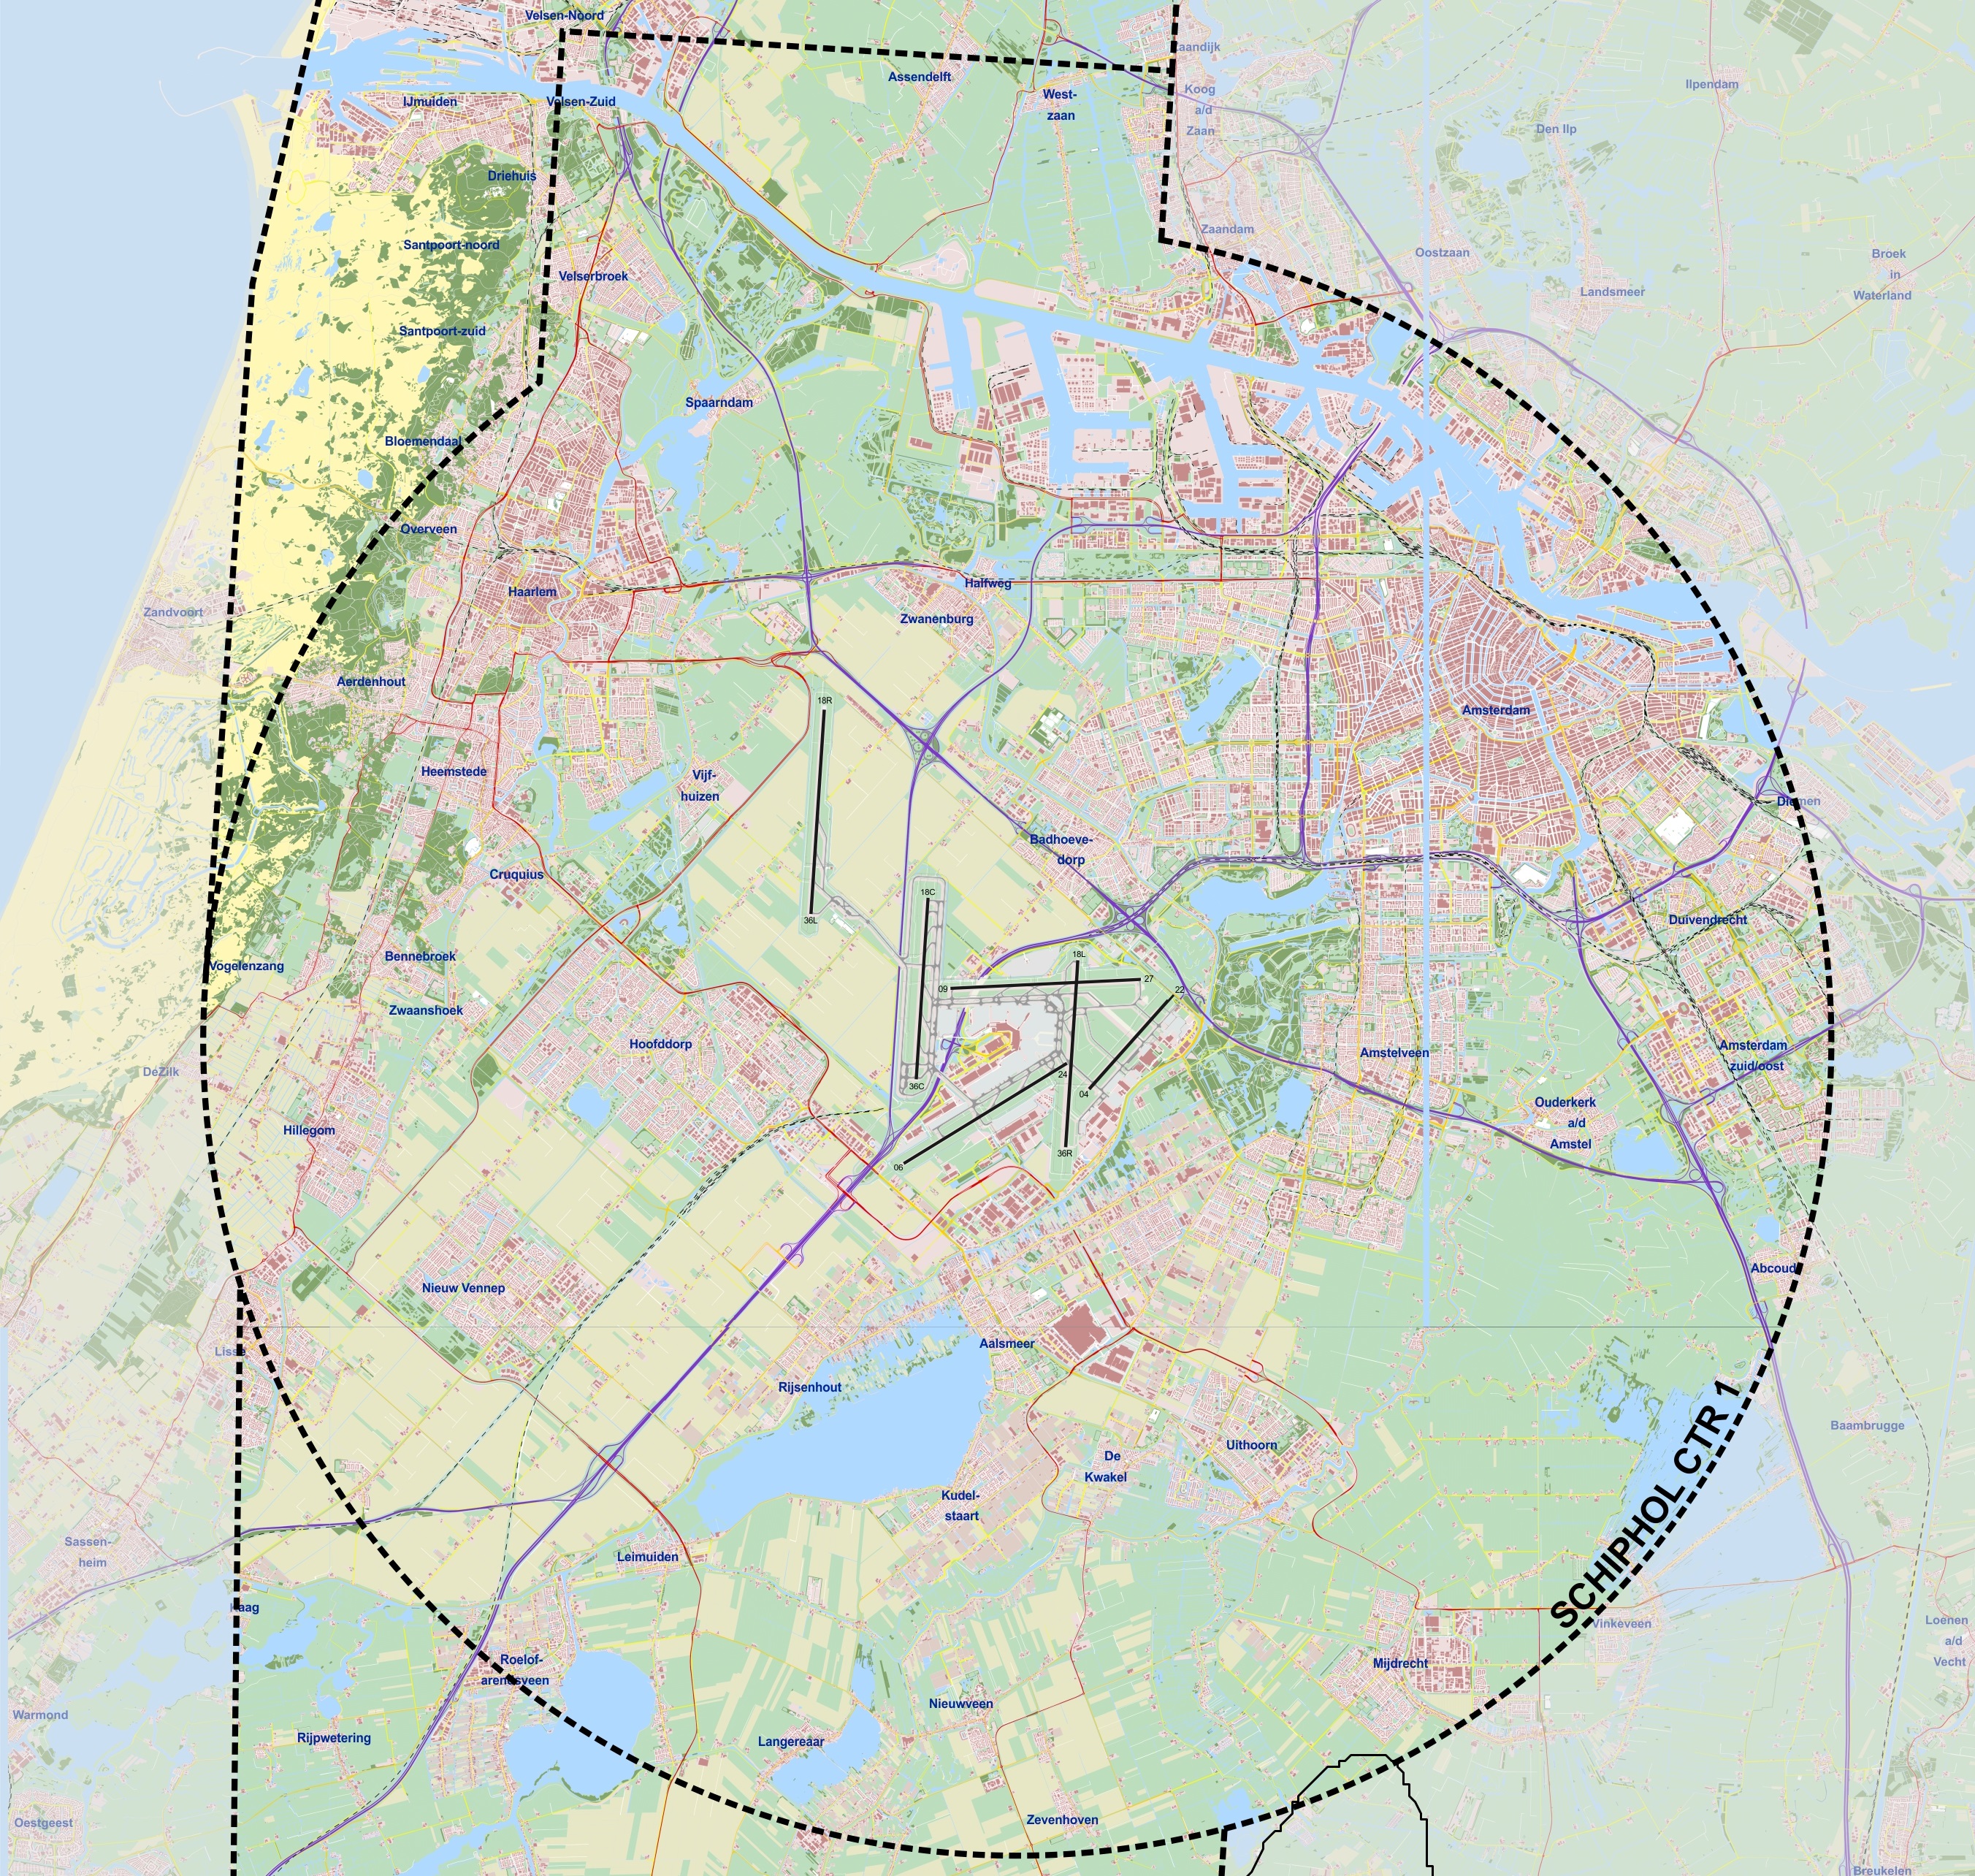 Velsen-Noord
Zaandijk
Assendelft
West-
zaan
Koog
a/d
Zaan
Ilpendam
IJmuiden
Velsen-Zuid
Den Ilp
Driehuis
Santpoort-noord
Zaandam
Oostzaan
Broek
in
Waterland
Velserbroek
Landsmeer
Santpoort-zuid
Spaarndam
Bloemendaal
Overveen
Halfweg
Haarlem
Zandvoort
Zwanenburg
Aerdenhout
18R
Amsterdam
Heemstede
Vijf-
huizen
Diemen
Badhoeve-
dorp
Cruquius
18C
36L
Duivendrecht
Bennebroek
18L
Vogelenzang
27
09
22
Zwaanshoek
Hoofddorp
Amstelveen
Amsterdam
zuid/oost
DeZilk
24
36C
04
Ouderkerk
a/d
Amstel
Hillegom
36R
06
Abcoud
Nieuw Vennep
Aalsmeer
Lisse
Rijsenhout
SCHIPHOL CTR 1
Baambrugge
Uithoorn
De
Kwakel
Kudel-
staart
Sassen-
heim
Leimuiden
Kaag
Vinkeveen
Loenen
a/d
Vecht
Roelof-
arendsveen
Mijdrecht
Nieuwveen
Warmond
Rijpwetering
Langereaar
Zevenhoven
Oestgeest
Breukelen